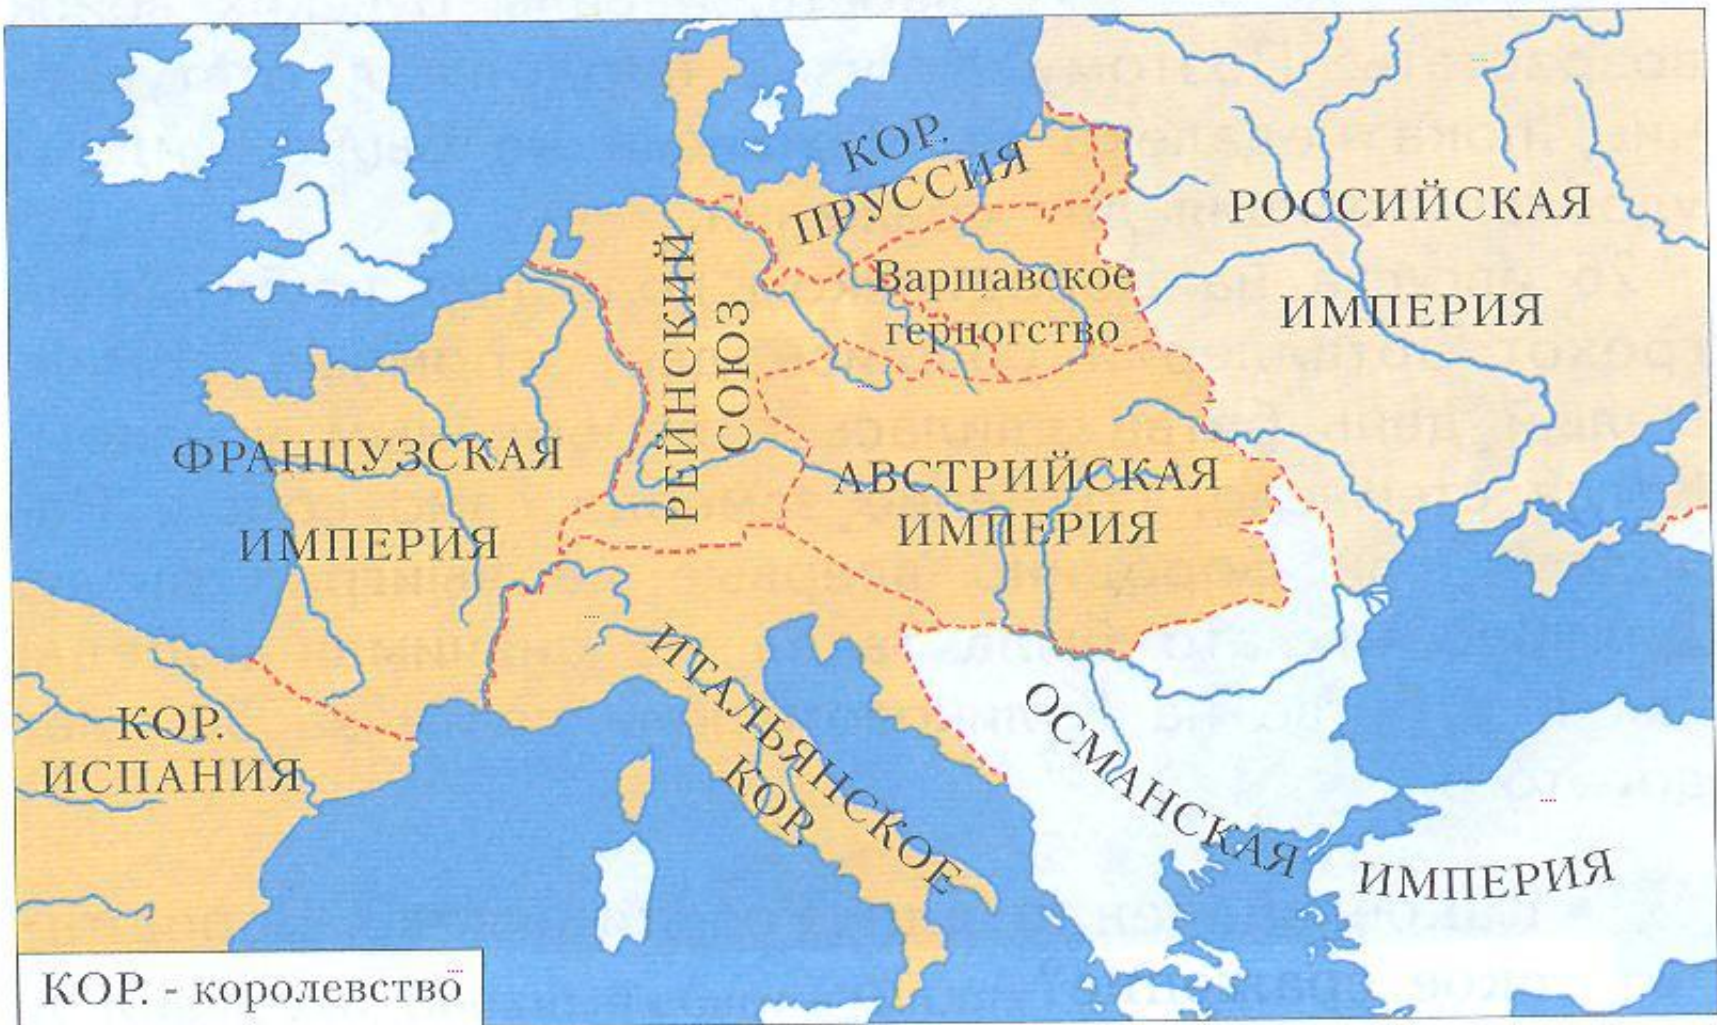 КОР.
ПРУССИЯ
РОССИЙСКАЯ
ИМПЕРИЯ
Варшавское
герцогство
РЕЙНСКИЙ
СОЮЗ
ФРАНЦУЗСКАЯ
ИМПЕРИЯ
АВСТРИЙСКАЯ
ИМПЕРИЯ
ИТАЛЬЯНСКОЕ
КОР.
КОР.
ИСПАНИЯ
ОСМАНСКАЯ
ИМПЕРИЯ
КОР. - королевство